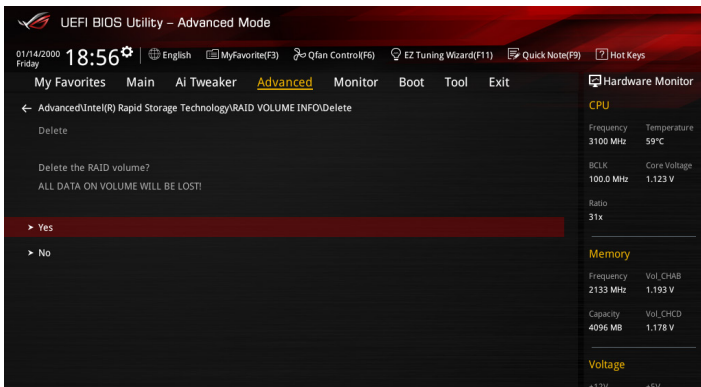 UEFI BIOS Utility – Advanced Mode
01/14/2000 Friday 18:56 English MyFavorite(F3) Qfan Control(F6) EZ Tuning Wizard(F11) Quick Note(F9) ? Hot Keys
My Favorites Main Ai Tweaker Advanced Monitor Boot Tool Exit
← Advanced\Intel(R) Rapid Storage Technology\RAID VOLUME INFO\Delete
Delete
Delete the RAID volume?
ALL DATA ON VOLUME WILL BE LOST!
> Yes
> No
Hardware Monitor
CPU
Frequency Temperature
3100 MHz 59°C
BCLK Core Voltage
100.0 MHz 1.123 V
Ratio
31x
Memory
Frequency Vol_CHAB
2133 MHz 1.193 V
Capacity Vol_CHCD
4096 MB 1.178 V
Voltage
+12V +5V